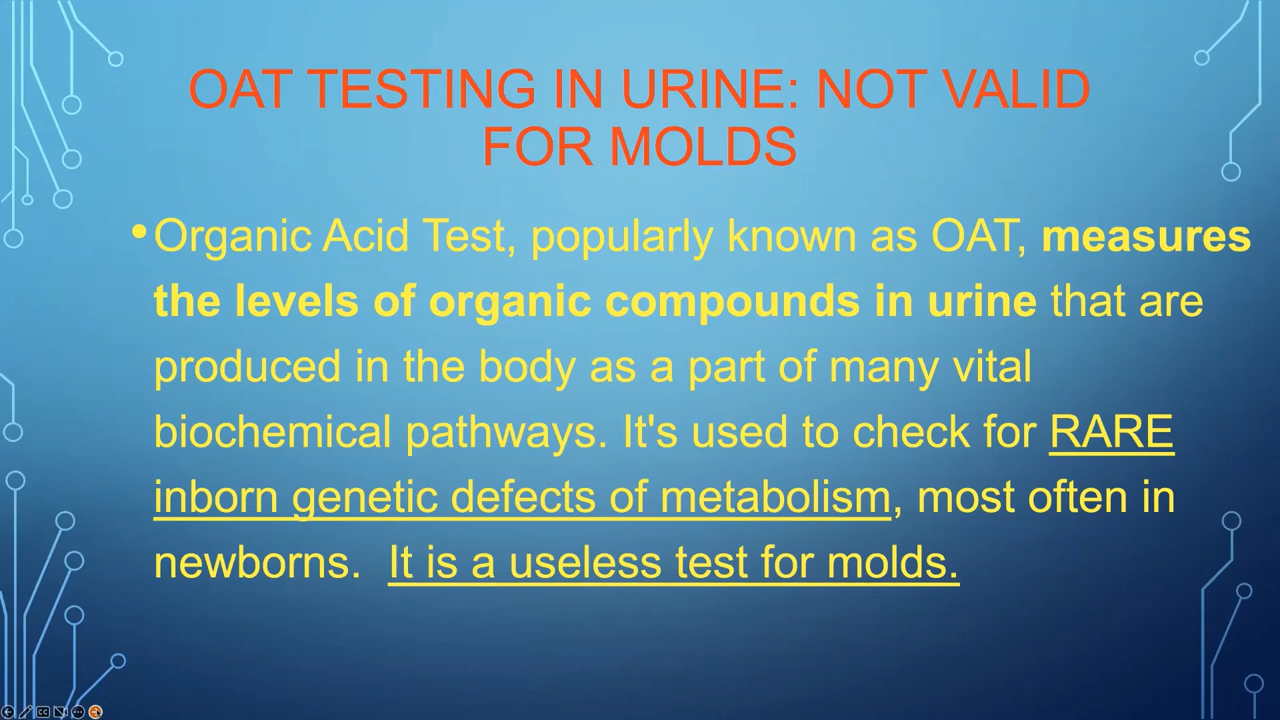 OAT TESTING IN URINE: NOT VALID
FOR MOLDS
•Organic Acid Test, popularly known as OAT, measures
the levels of organic compounds in urine that are
produced in the body as a part of many vital
biochemical pathways. It's used to check for RARE
inborn genetic defects of metabolism, most often in
newborns.  It is a useless test for molds.